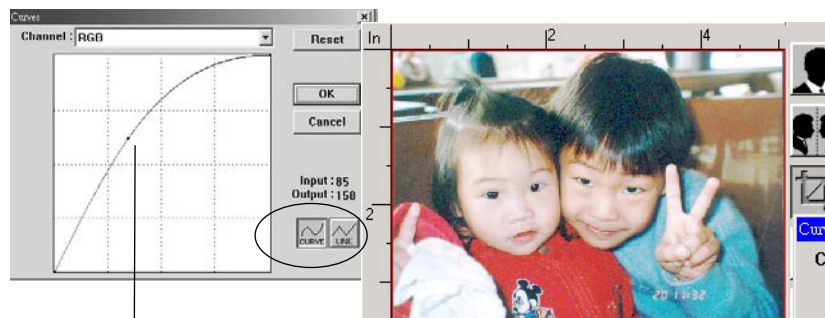 Curves
Channel : RGB
Reset
OK
Cancel
Input : 85
Output : 150
CURVE
LINE
In
2
4
2
20 11:32
Cur
C